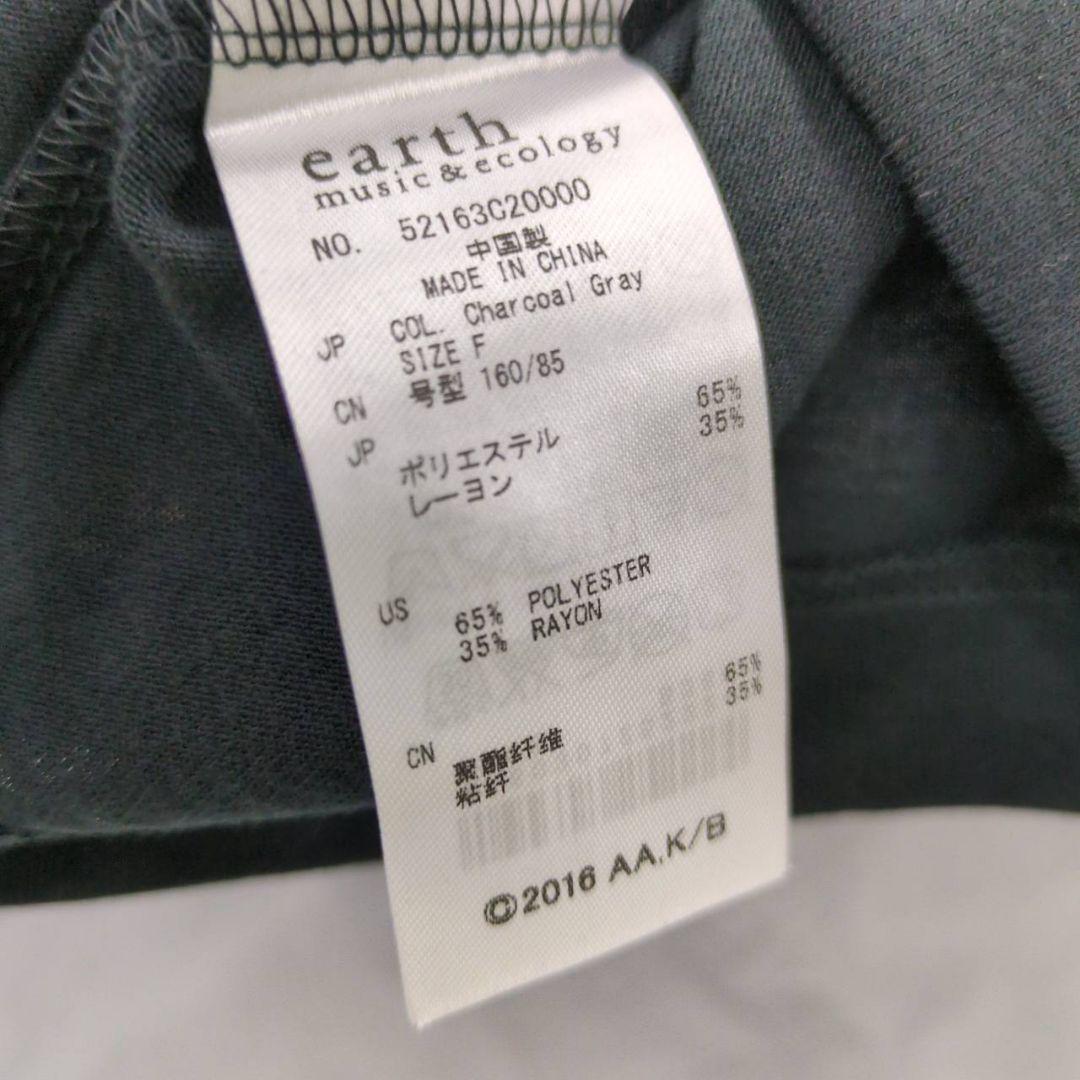 earth
music & ecology
NO. 52163C20000
中国製
MADE IN CHINA
JP COL. Charcoal Gray
SIZE F
CN 号型 160/85
JP ポリエステル 65%
レーヨン 35%
US 65% POLYESTER
35% RAYON
CN 聚酯纤维 65%
粘纤 35%
©2016 AA,K/B